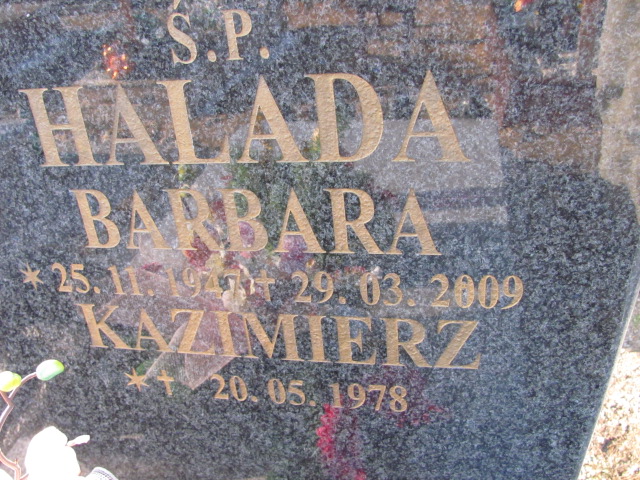 Ś.P.
HALADA
BARBARA
* 25. 11. 1947 † 29. 03. 2009
KAZIMIERZ
* † 20. 05. 1978